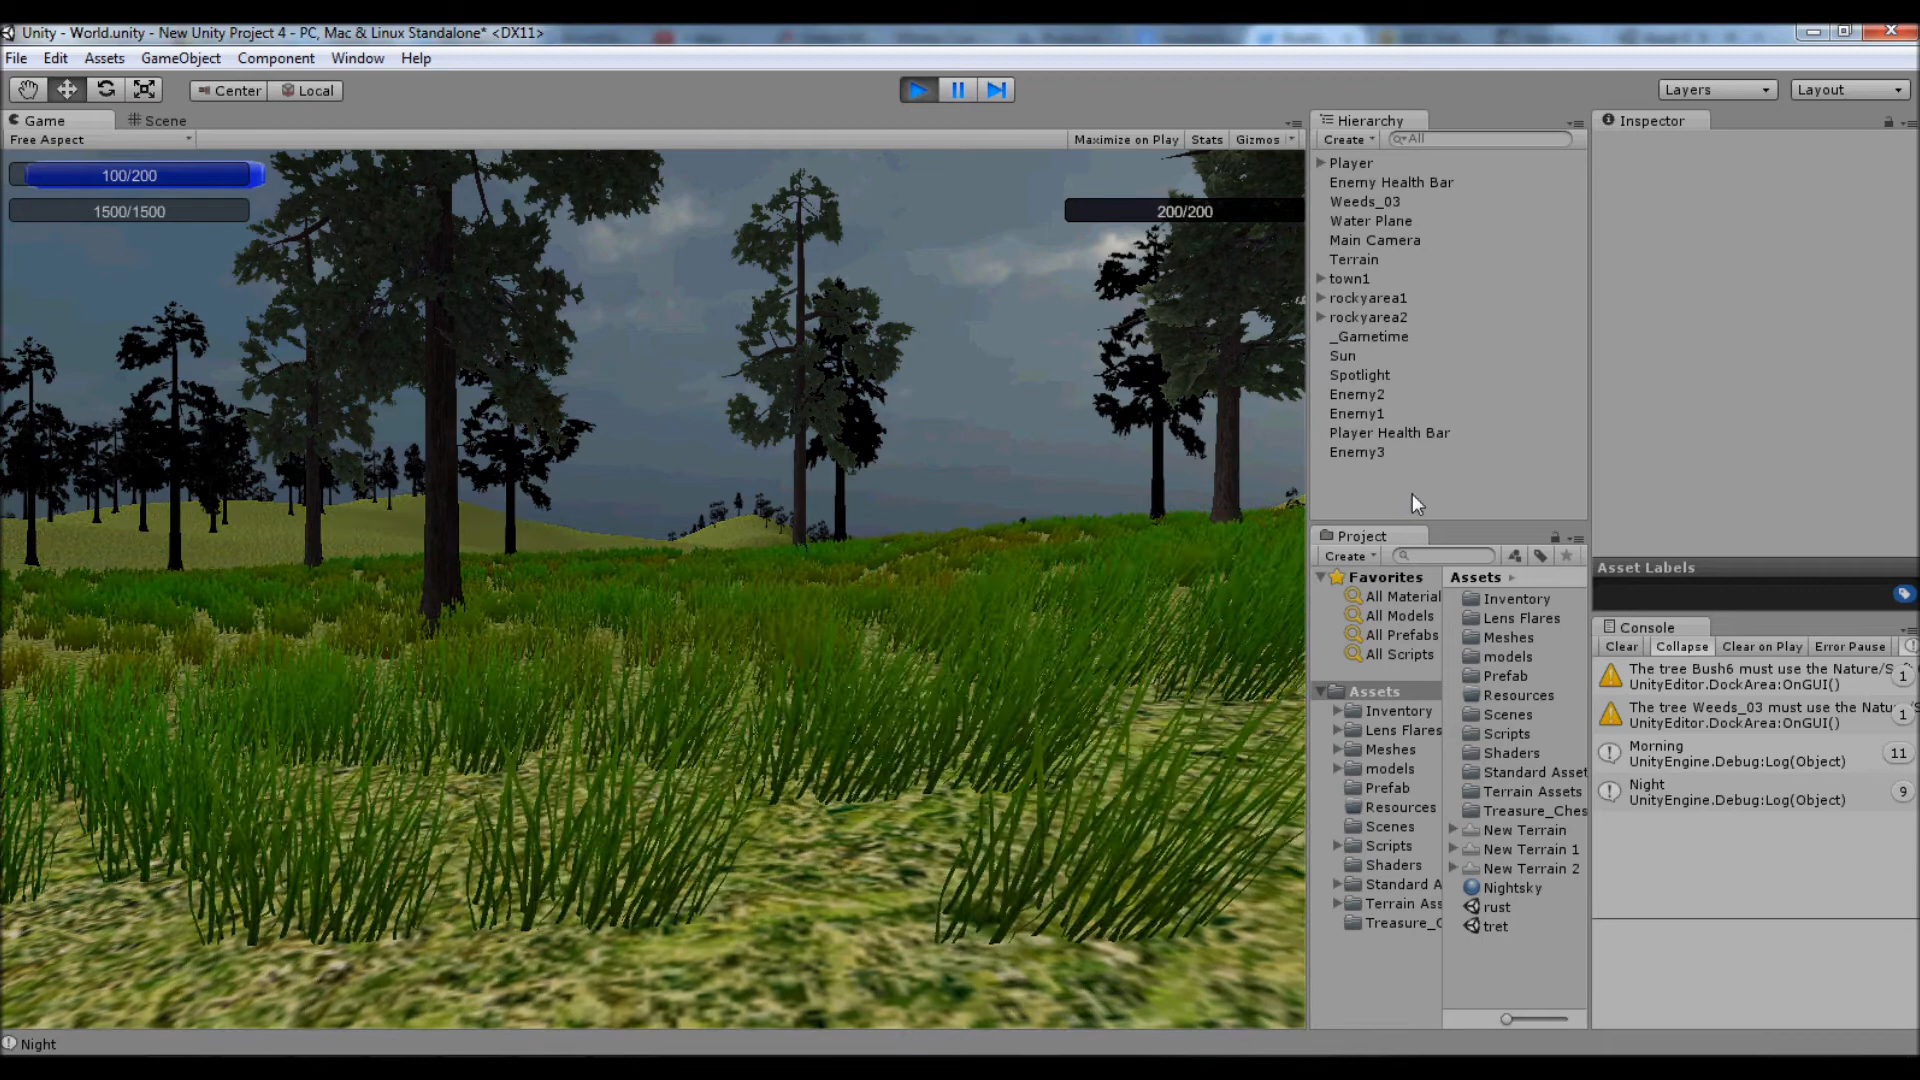 Unity - World.unity - New Unity Project 4 - PC, Mac & Linux Standalone* <DX11>
File Edit Assets GameObject Component Window Help
Center Local
Layers Layout
Game Scene
Free Aspect
Maximize on Play Stats Gizmos
100/200
1500/1500
200/200
Hierarchy
Create All
Player
Enemy Health Bar
Weeds_03
Water Plane
Main Camera
Terrain
town1
rockyarea1
rockyarea2
_Gametime
Sun
Spotlight
Enemy2
Enemy1
Player Health Bar
Enemy3
Project
Create
Favorites
All Material
All Models
All Prefabs
All Scripts
Assets
Inventory
Lens Flares
Meshes
models
Prefab
Resources
Scenes
Scripts
Shaders
Standard A
Terrain Ass
Treasure_C
Assets
Inventory
Lens Flares
Meshes
models
Prefab
Resources
Scenes
Scripts
Shaders
Standard Asset
Terrain Assets
Treasure_Ches
New Terrain
New Terrain 1
New Terrain 2
Nightsky
rust
tret
Inspector
Asset Labels
Console
Clear Collapse Clear on Play Error Pause
The tree Bush6 must use the Nature/S
UnityEditor.DockArea:OnGUI()
1
The tree Weeds_03 must use the Natu
UnityEditor.DockArea:OnGUI()
1
Morning
UnityEngine.Debug:Log(Object)
11
Night
UnityEngine.Debug:Log(Object)
9
Night